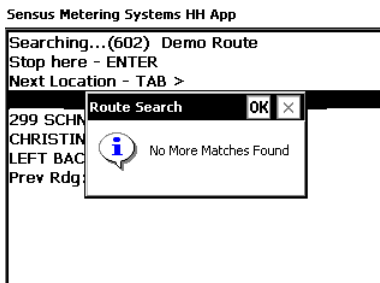 Sensus Metering Systems HH App
Searching...(602) Demo Route
Stop here - ENTER
Next Location - TAB >
Route Search OK
299 SCHN
CHRISTIN
No More Matches Found
LEFT BAC
Prev Rdg: